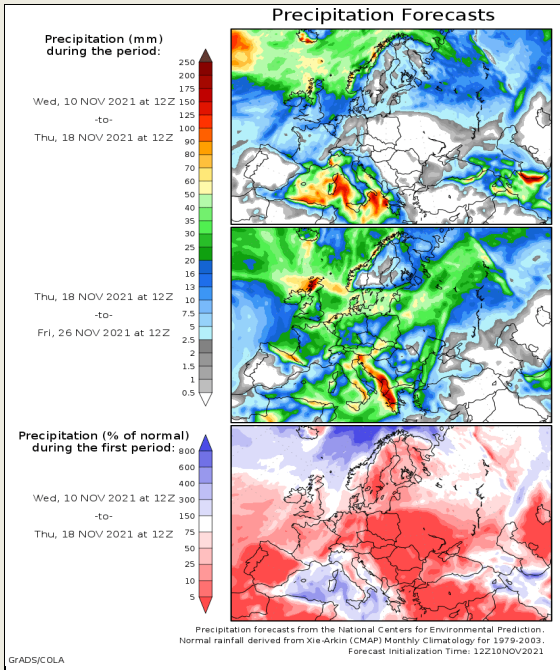 Precipitation Forecasts
Precipitation (mm)
during the period:
Wed, 10 NOV 2021 at 12Z
-to-
Thu, 18 NOV 2021 at 12Z
250
200
175
150
125
100
90
80
70
60
50
40
35
30
25
20
16
13
10
7.5
5
2.5
2
1.5
1
0.5
Thu, 18 NOV 2021 at 12Z
-to-
Fri, 26 NOV 2021 at 12Z
Precipitation (% of normal)
during the first period:
Wed, 10 NOV 2021 at 12Z
-to-
Thu, 18 NOV 2021 at 12Z
800
600
400
300
150
75
50
25
10
5
Precipitation forecasts from the National Centers for Environmental Prediction.
Normal rainfall derived from Xie-Arkin (CMAP) Monthly Climatology for 1979-2003.
Forecast Initialization Time: 12Z10NOV2021
GrADS/COLA